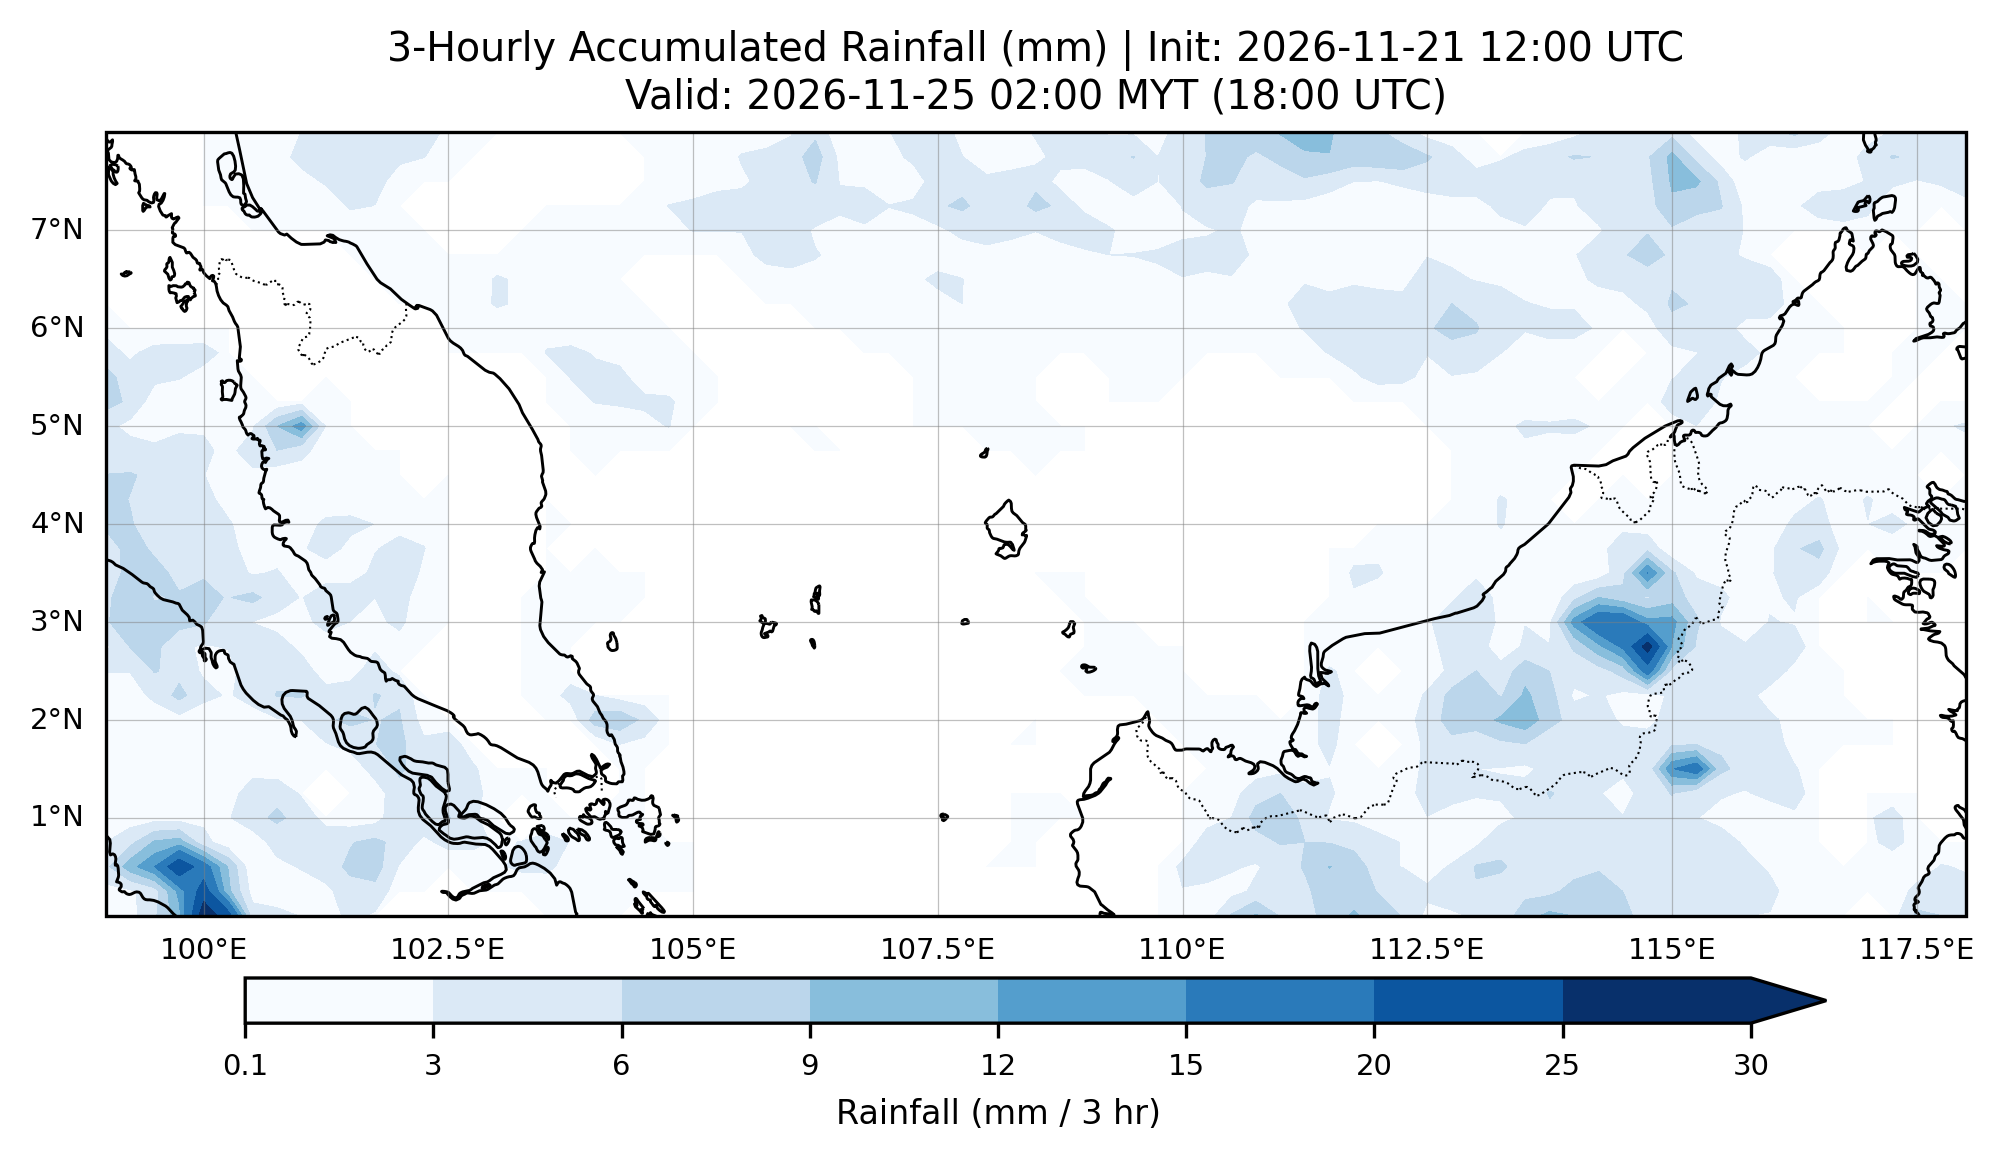 3-Hourly Accumulated Rainfall (mm) | Init: 2026-11-21 12:00 UTC
Valid: 2026-11-25 02:00 MYT (18:00 UTC)
7°N
6°N
5°N
4°N
3°N
2°N
1°N
100°E 102.5°E 105°E 107.5°E 110°E 112.5°E 115°E 117.5°E
0.1 3 6 9 12 15 20 25 30
Rainfall (mm / 3 hr)